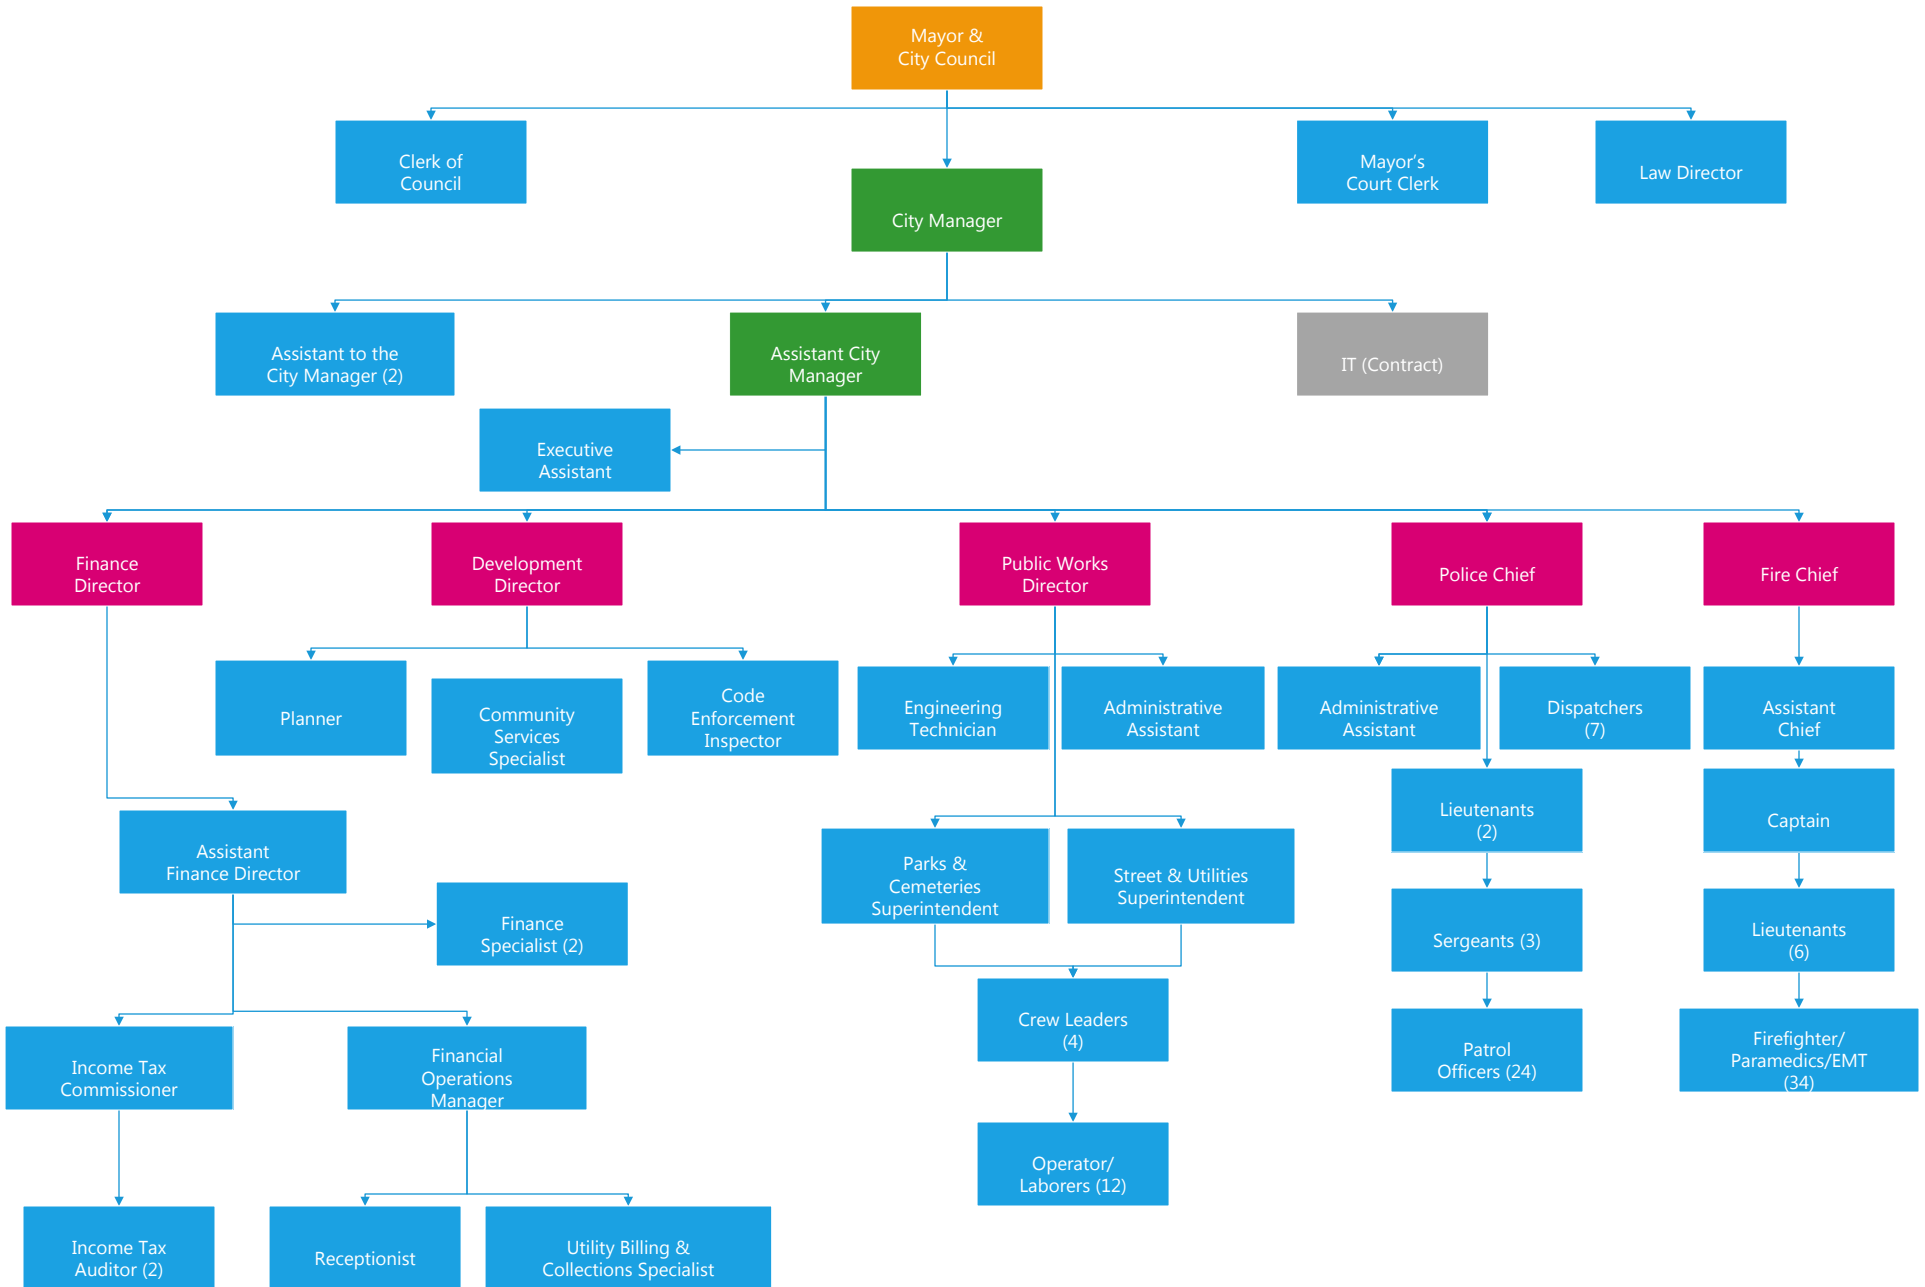 Mayor &
City Council
Clerk of
Council
Mayor’s
Court Clerk
Law Director
City Manager
Assistant to the
City Manager (2)
Assistant City
Manager
IT (Contract)
Executive
Assistant
Finance
Director
Development
Director
Public Works
Director
Police Chief
Fire Chief
Planner
Community
Services
Specialist
Code
Enforcement
Inspector
Engineering
Technician
Administrative
Assistant
Administrative
Assistant
Dispatchers
(7)
Assistant
Chief
Lieutenants
(2)
Captain
Assistant
Finance Director
Parks &
Cemeteries
Superintendent
Street & Utilities
Superintendent
Finance
Specialist (2)
Sergeants (3)
Lieutenants
(6)
Crew Leaders
(4)
Patrol
Officers (24)
Firefighter/
Paramedics/EMT
(34)
Income Tax
Commissioner
Financial
Operations
Manager
Operator/
Laborers (12)
Income Tax
Auditor (2)
Receptionist
Utility Billing &
Collections Specialist